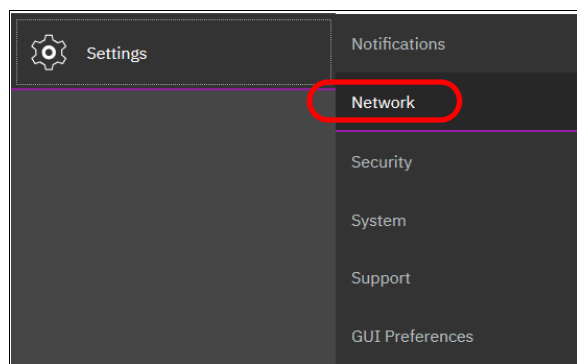 Settings
Notifications
Network
Security
System
Support
GUI Preferences